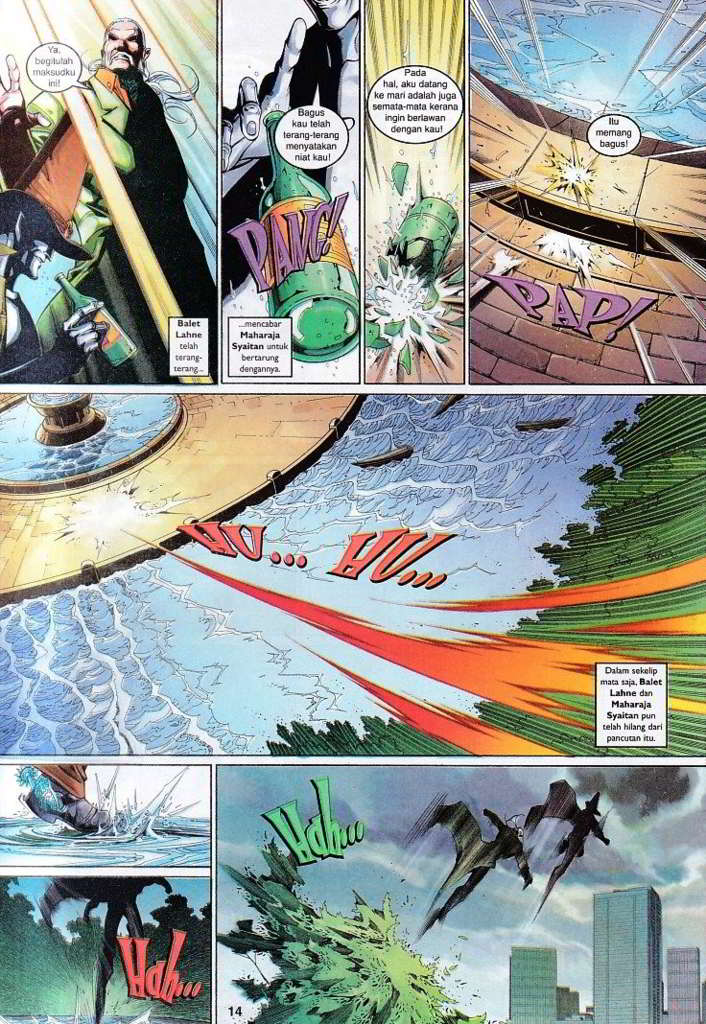 Ya,
begitulah
maksudku
ini!
Balet
Lahne
telah
terang-
terang...
Bagus
kau telah
terang-terang
menyatakan
niat kau!
PANG!
...mencabar
Maharaja
Syaitan untuk
bertarung
dengannya.
Pada
hal, aku datang
ke mari adalah juga
semata-mata kerana
ingin berlawan
dengan kau!
Itu
memang
bagus!
PAP!
HU... HU...
Dalam sekelip
mata saja, Balet
Lahne dan
Maharaja
Syaitan pun
telah hilang dari
pancutan itu.
Hah...
Hah...
14